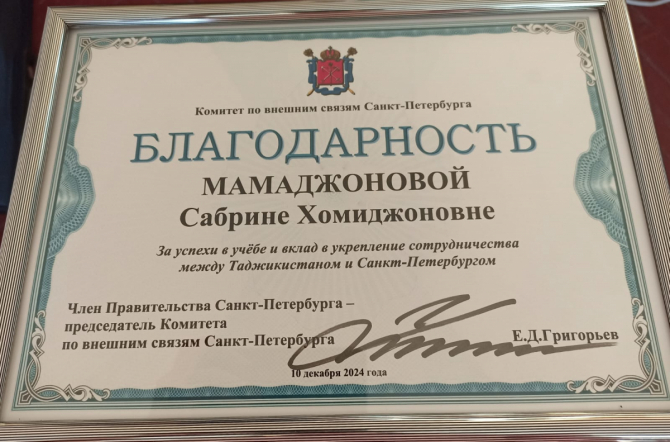 Комитет по внешним связям Санкт-Петербурга
БЛАГОДАРНОСТЬ
МАМАДЖОНОВОЙ
Сабрине Хомиджоновне
За успехи в учёбе и вклад в укрепление сотрудничества
между Таджикистаном и Санкт-Петербургом
Член Правительства Санкт-Петербурга –
председатель Комитета
по внешним связям Санкт-Петербурга
Е.Д.Григорьев
10 декабря 2024 года